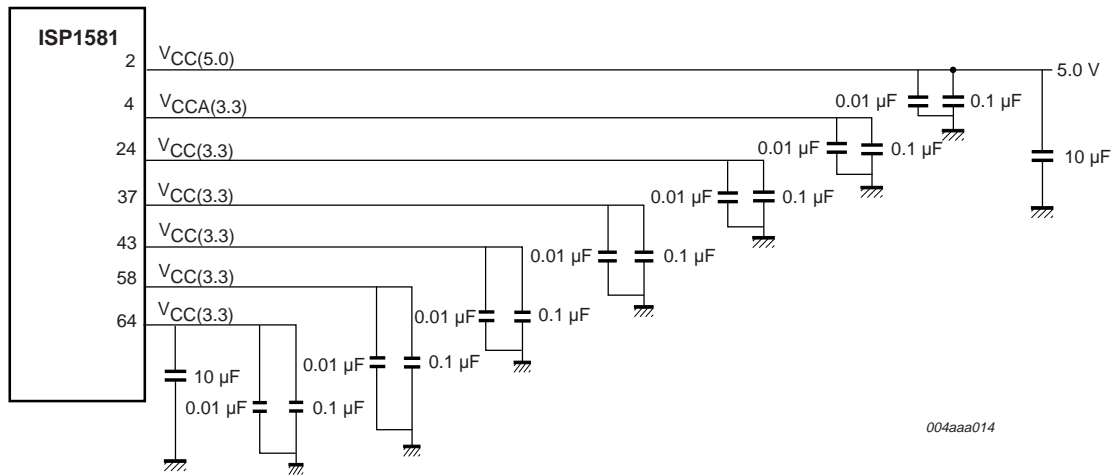 ISP1581
2 VCC(5.0) 5.0 V
0.01 µF 0.1 µF
4 VCCA(3.3)
0.01 µF 0.1 µF 10 µF
24 VCC(3.3)
0.01 µF 0.1 µF
37 VCC(3.3)
0.01 µF 0.1 µF
43 VCC(3.3)
0.01 µF 0.1 µF
58 VCC(3.3)
0.01 µF 0.1 µF
64 VCC(3.3)
10 µF
0.01 µF 0.1 µF
004aaa014